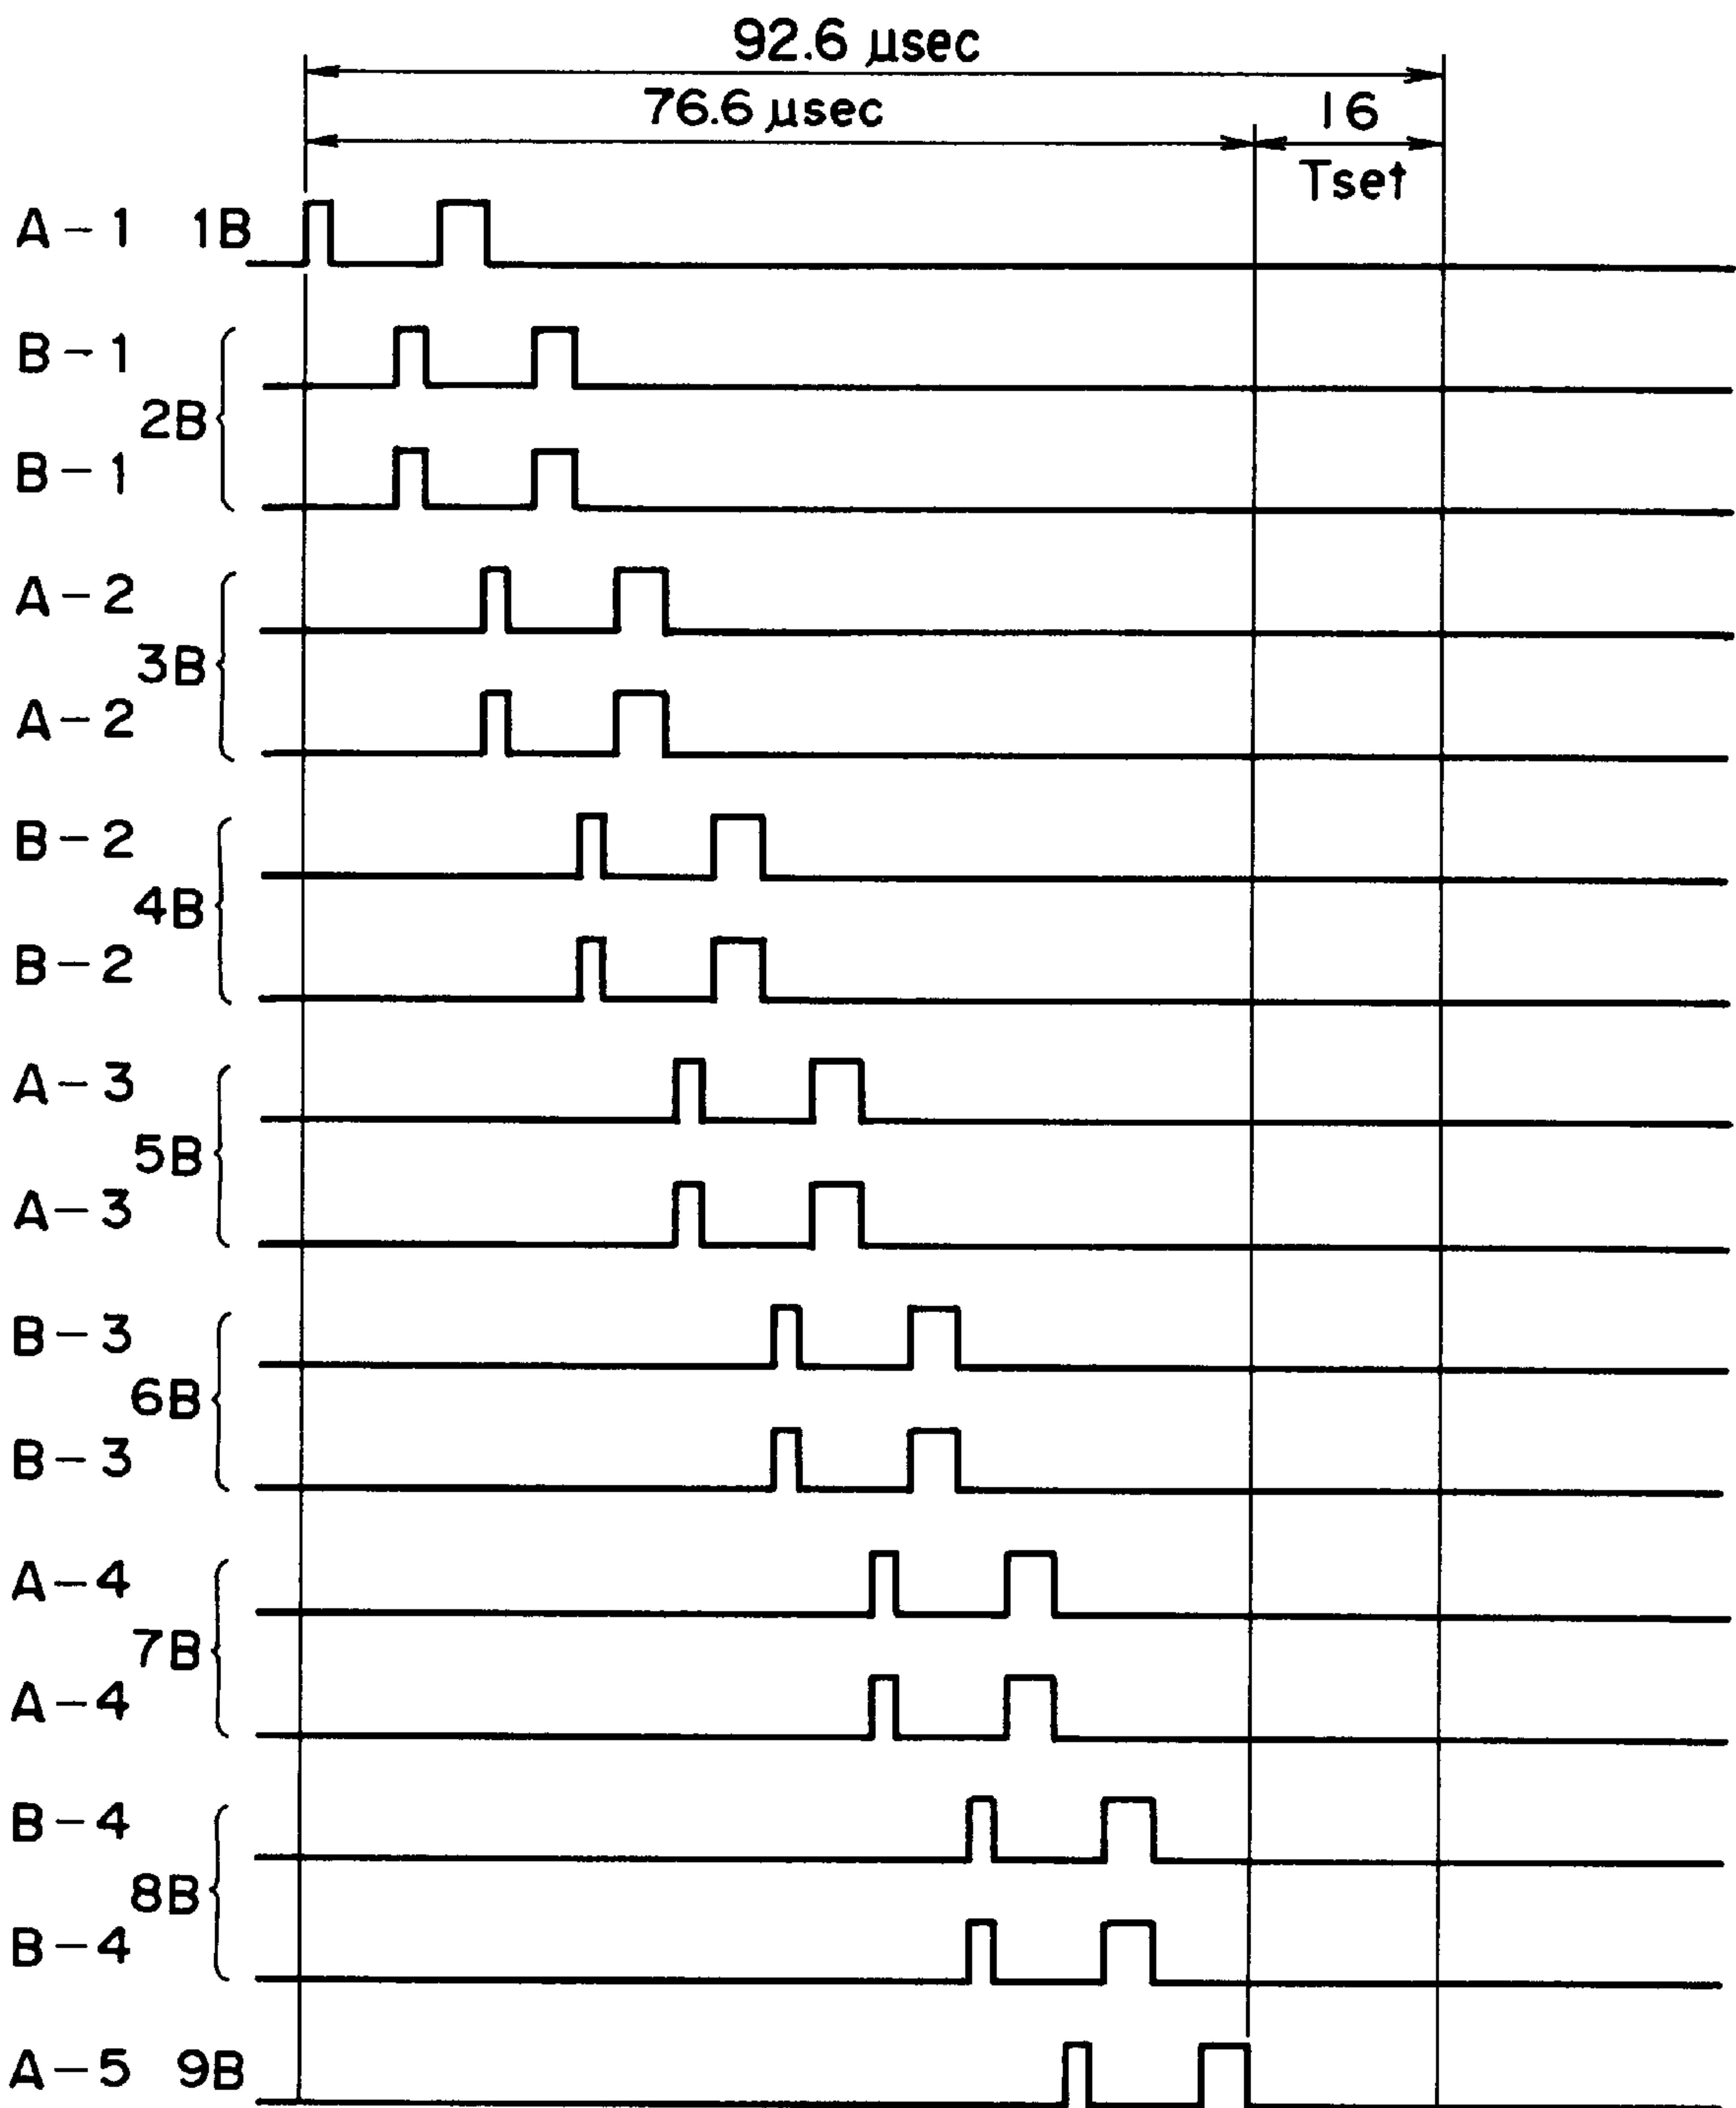 92.6 μsec
76.6 μsec 16
Tset
A-1 1B
B-1
2B
B-1
A-2
3B
A-2
B-2
4B
B-2
A-3
5B
A-3
B-3
6B
B-3
A-4
7B
A-4
B-4
8B
B-4
A-5 9B